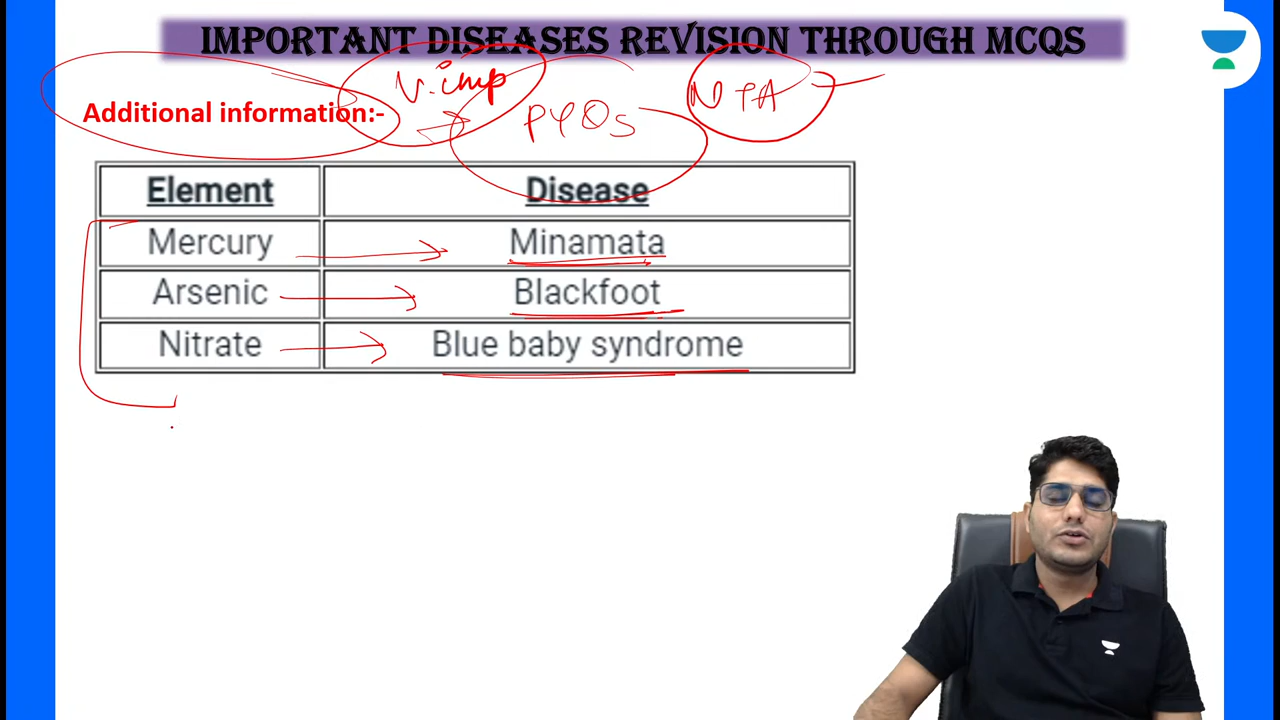 IMPORTANT DISEASES REVISION THROUGH MCQS
V.imp
Additional information:-
PYQs
NTA
Element Disease
Mercury Minamata
Arsenic Blackfoot
Nitrate Blue baby syndrome